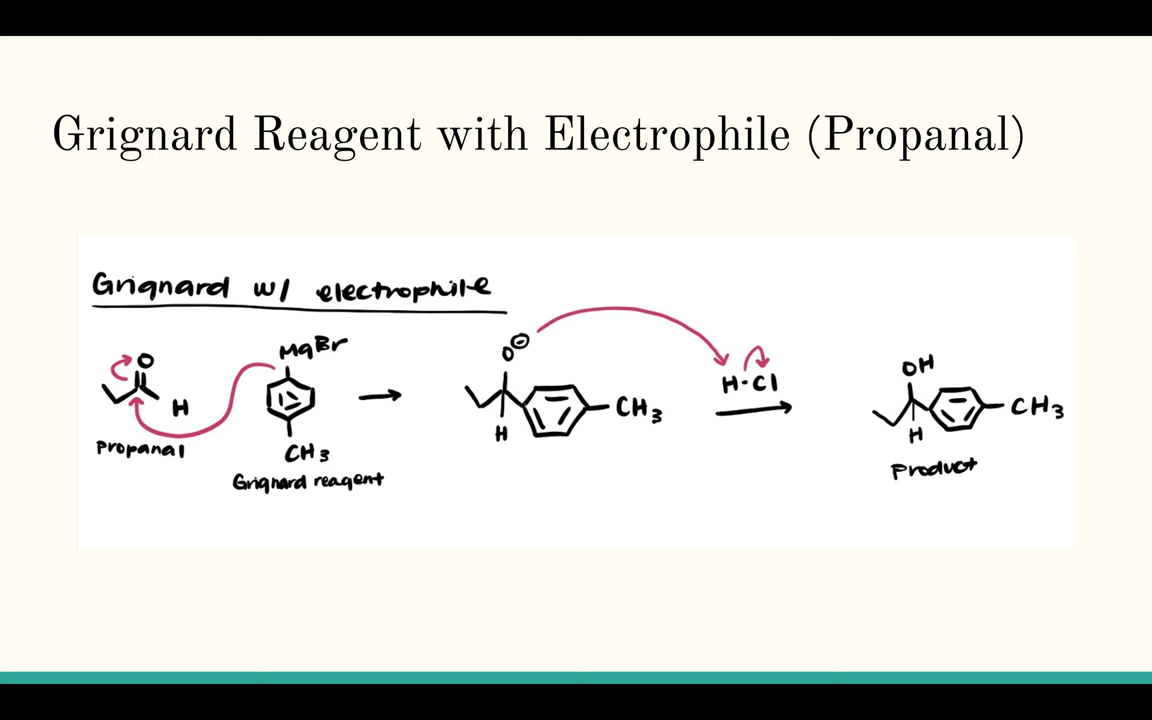 Grignard Reagent with Electrophile (Propanal)
Grignard w/ electrophile
O
H
Propanal
MgBr
CH3
Grignard reagent
O⊖
H
CH3
H-Cl
OH
H
CH3
Product